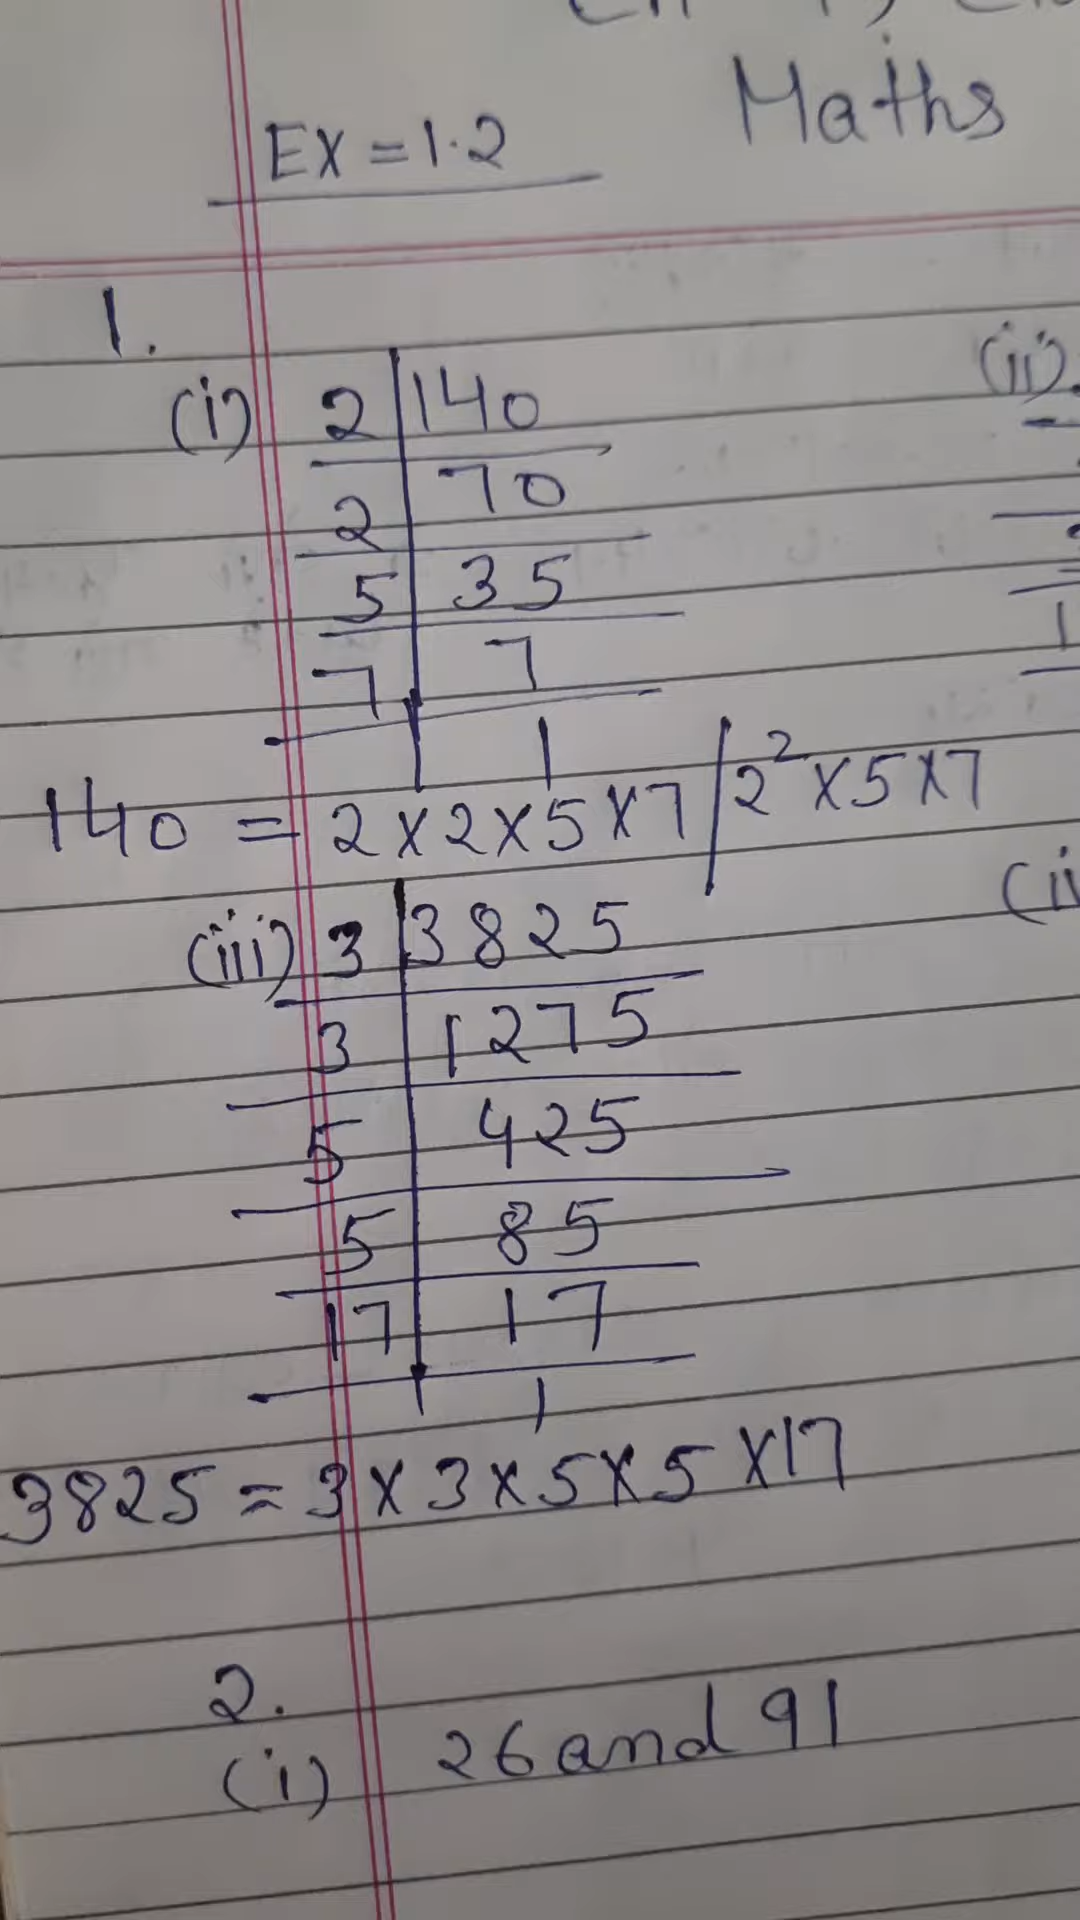 Maths
EX = 1.2
1.
(i) 2 | 140
(ii).
2 | 70
5 | 35
7 | 7
1
1
140 = 2 × 2 × 5 × 7 / 2² × 5 × 7
(iii) 3 | 3825
3 | 1275
5 | 425
5 | 85
17 | 17
1
3825 = 3 × 3 × 5 × 5 × 17
2.
(i) 26 and 91